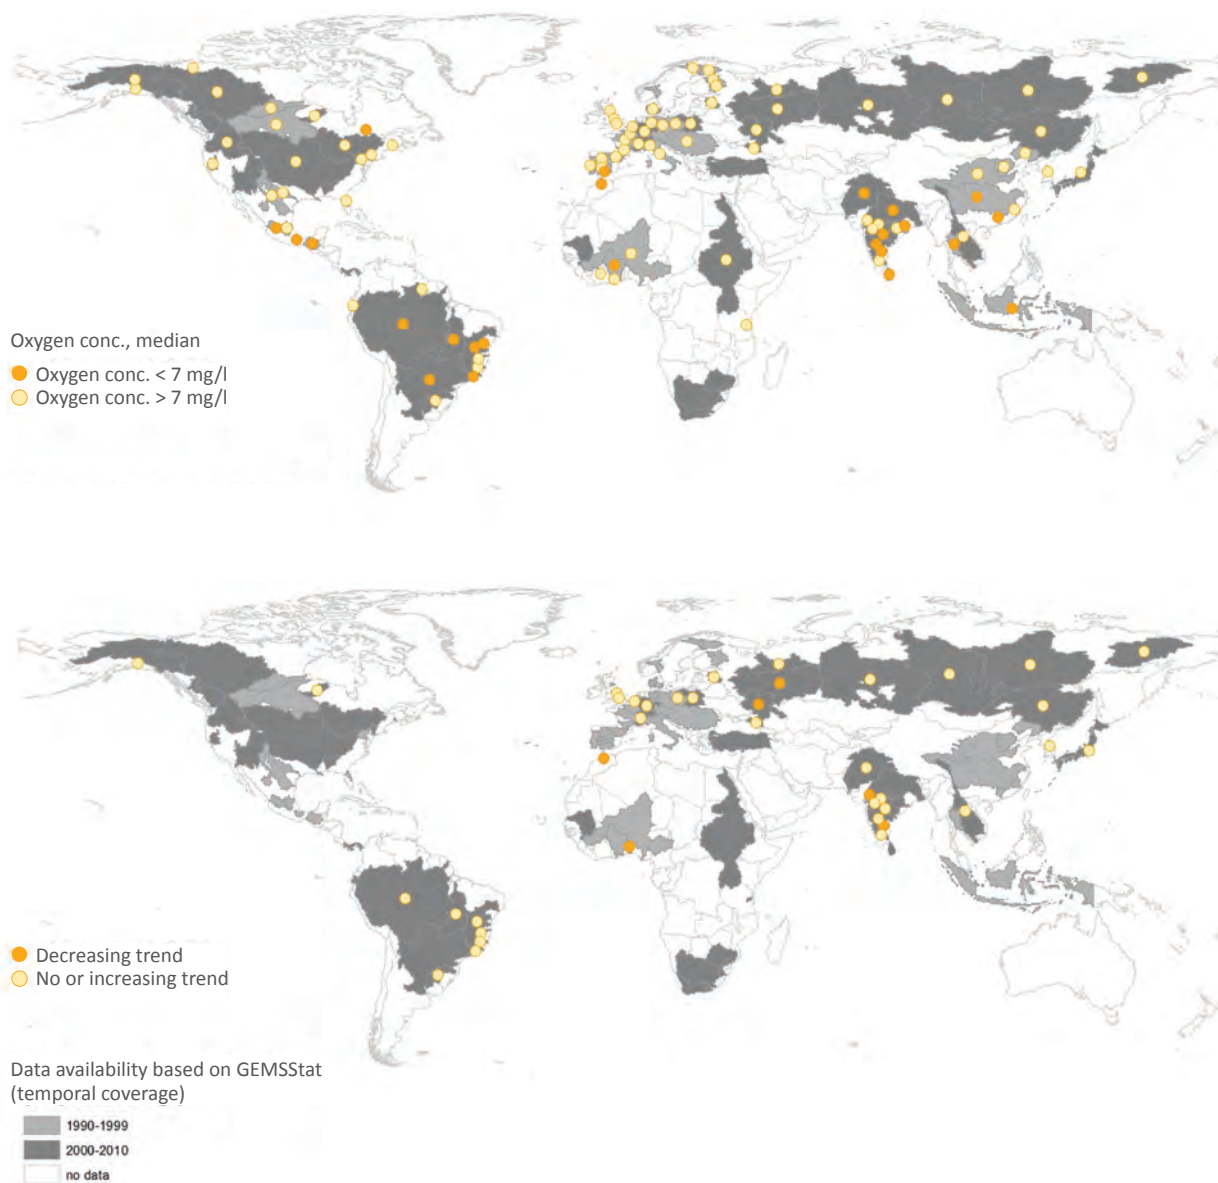 Oxygen conc., median
Oxygen conc. < 7 mg/l
Oxygen conc. > 7 mg/l
Decreasing trend
No or increasing trend
Data availability based on GEMSStat
(temporal coverage)
1990-1999
2000-2010
no data